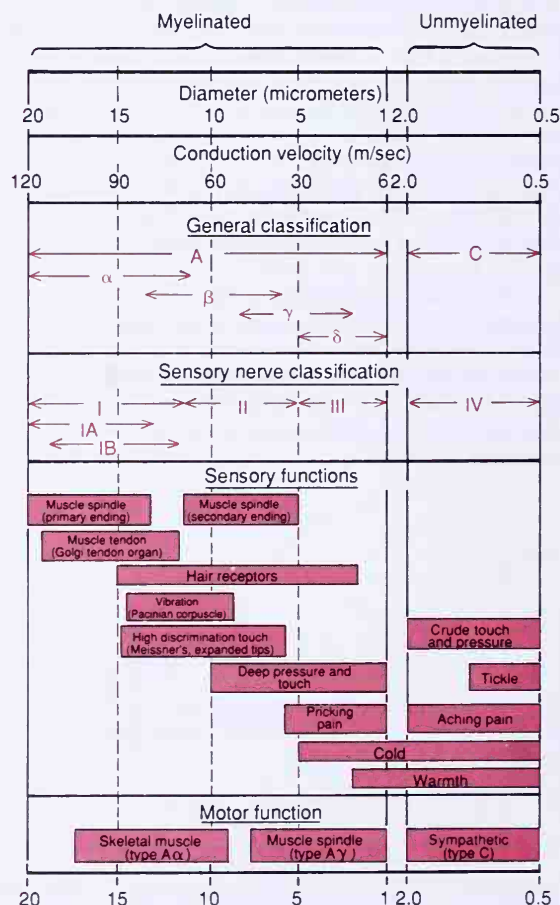 Myelinated Unmyelinated
Diameter (micrometers)
20 15 10 5 1 2.0 0.5
Conduction velocity (m/sec)
120 90 60 30 6 2.0 0.5
General classification
A C
α
β
γ
δ
Sensory nerve classification
I II III IV
IA
IB
Sensory functions
Muscle spindle Muscle spindle
(primary ending) (secondary ending)
Muscle tendon
(Golgi tendon organ)
Hair receptors
Vibration
(Pacinian corpuscle)
High discrimination touch Crude touch
(Meissner's, expanded tips) and pressure
Deep pressure and Tickle
touch
Pricking Aching pain
pain
Cold
Warmth
Motor function
Skeletal muscle Muscle spindle Sympathetic
(type Aα) (type Aγ) (type C)
20 15 10 5 1 2.0 0.5